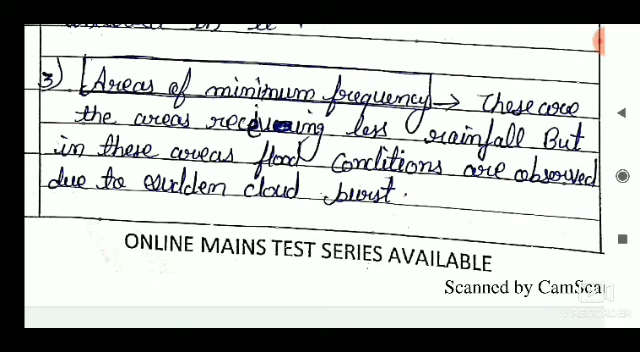 3) Areas of minimum frequency → These are
the areas receiving less rainfall But
in these areas flood conditions are observed
due to sudden cloud burst.
ONLINE MAINS TEST SERIES AVAILABLE
Scanned by CamScan
V RECORDER